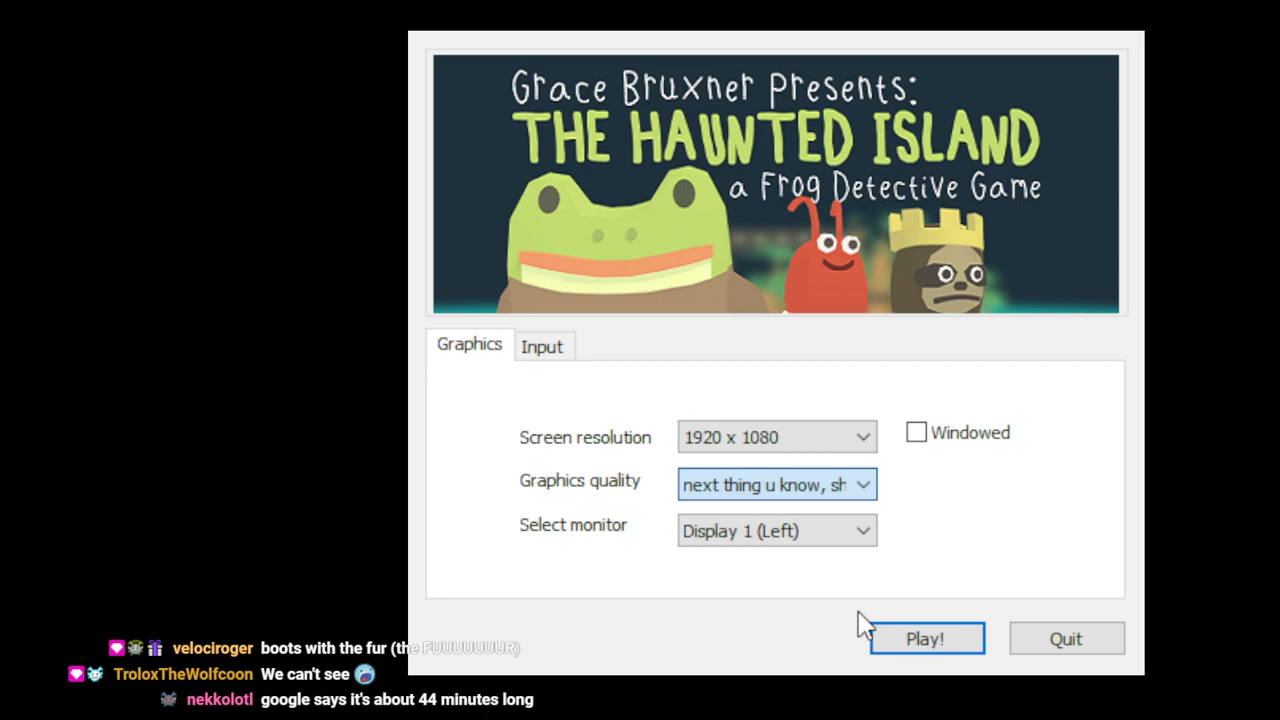 Grace Bruxner Presents:
THE HAUNTED ISLAND
a Frog Detective Game
Graphics
Input
Screen resolution
1920 x 1080
Windowed
Graphics quality
next thing u know, sh
Select monitor
Display 1 (Left)
Play!
Quit
velociroger boots with the fur (the FUUUUUUUR)
TroloxTheWolfcoon We can't see
nekkolotl google says it's about 44 minutes long